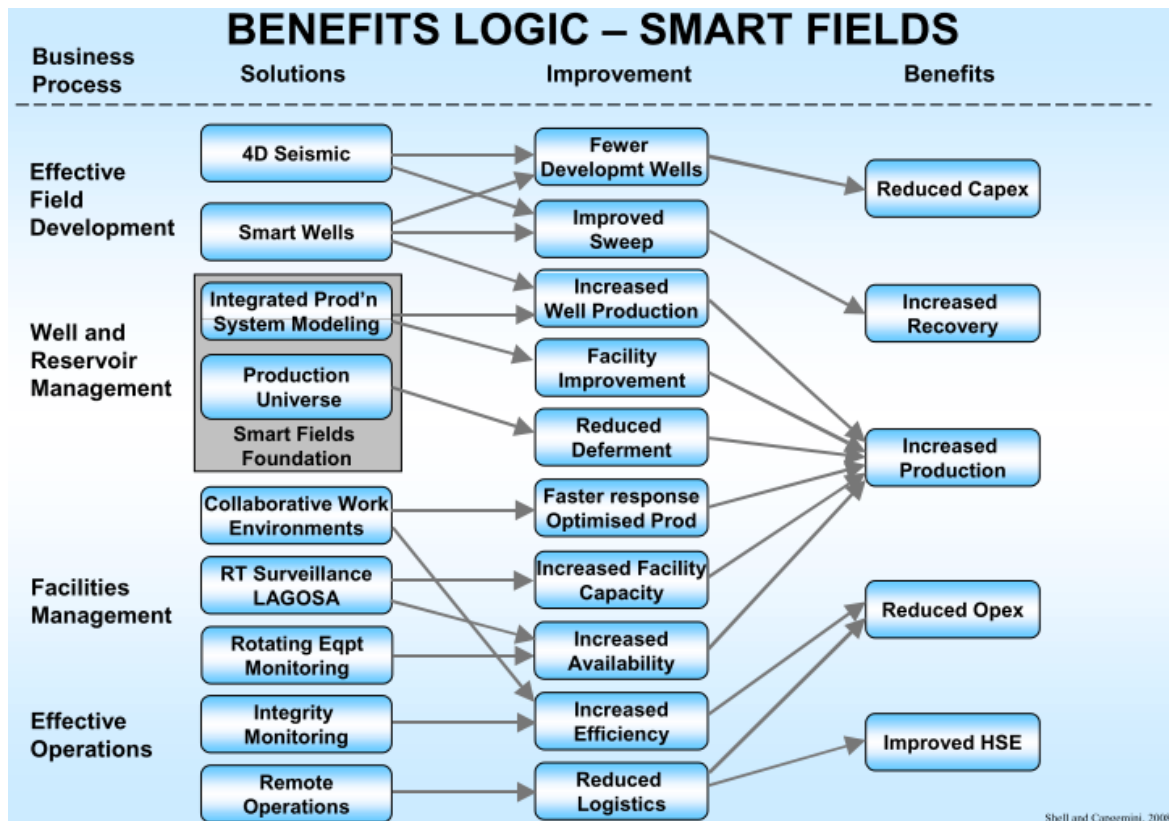 BENEFITS LOGIC – SMART FIELDS
Business
Process
Solutions
Improvement
Benefits
Effective
Field
Development
4D Seismic
Smart Wells
Fewer
Developmt Wells
Improved
Sweep
Reduced Capex
Well and
Reservoir
Management
Integrated Prod'n
System Modeling
Production
Universe
Smart Fields
Foundation
Increased
Well Production
Facility
Improvement
Reduced
Deferment
Increased
Recovery
Increased
Production
Facilities
Management
Collaborative Work
Environments
RT Surveillance
LAGOSA
Rotating Eqpt
Monitoring
Faster response
Optimised Prod
Increased Facility
Capacity
Increased
Availability
Reduced Opex
Effective
Operations
Integrity
Monitoring
Remote
Operations
Increased
Efficiency
Reduced
Logistics
Improved HSE
Shell and Capgemini, 2008